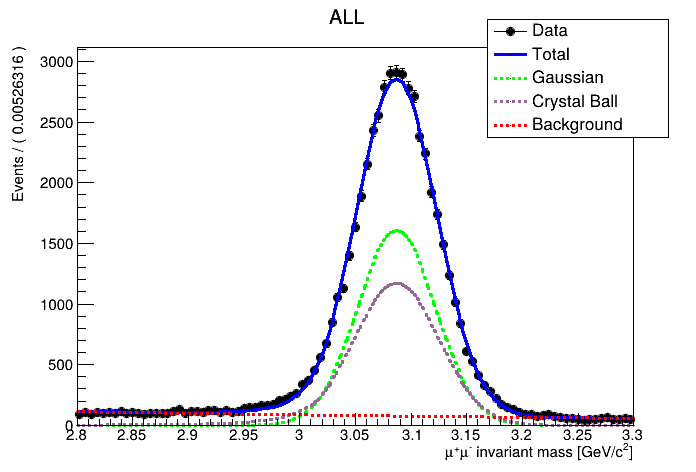 ALL
Data
Total
Gaussian
Crystal Ball
Background
Events / ( 0.00526316 )
3000
2500
2000
1500
1000
500
0
2.8 2.85 2.9 2.95 3 3.05 3.1 3.15 3.2 3.25 3.3
μ⁺μ⁻ invariant mass [GeV/c²]